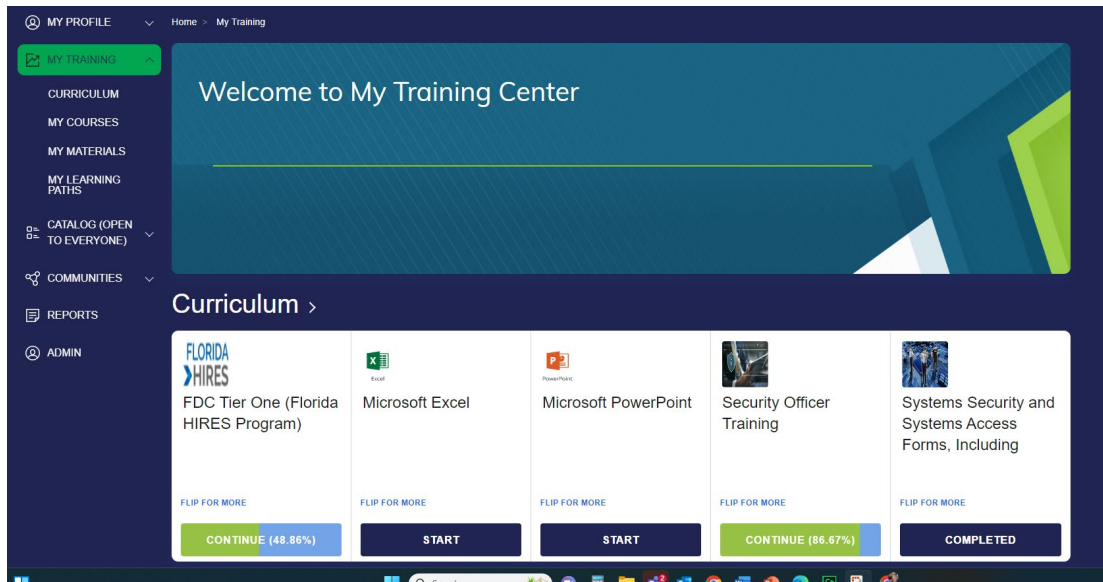 MY PROFILE
Home > My Training
MY TRAINING
CURRICULUM
MY COURSES
MY MATERIALS
MY LEARNING
PATHS
CATALOG (OPEN
TO EVERYONE)
COMMUNITIES
REPORTS
ADMIN
Welcome to My Training Center
Curriculum >
FLORIDA
HIRES
FDC Tier One (Florida
HIRES Program)
FLIP FOR MORE
CONTINUE (48.86%)
Excel
Microsoft Excel
FLIP FOR MORE
START
PowerPoint
Microsoft PowerPoint
FLIP FOR MORE
START
Security Officer
Training
FLIP FOR MORE
CONTINUE (86.67%)
Systems Security and
Systems Access
Forms, Including
FLIP FOR MORE
COMPLETED